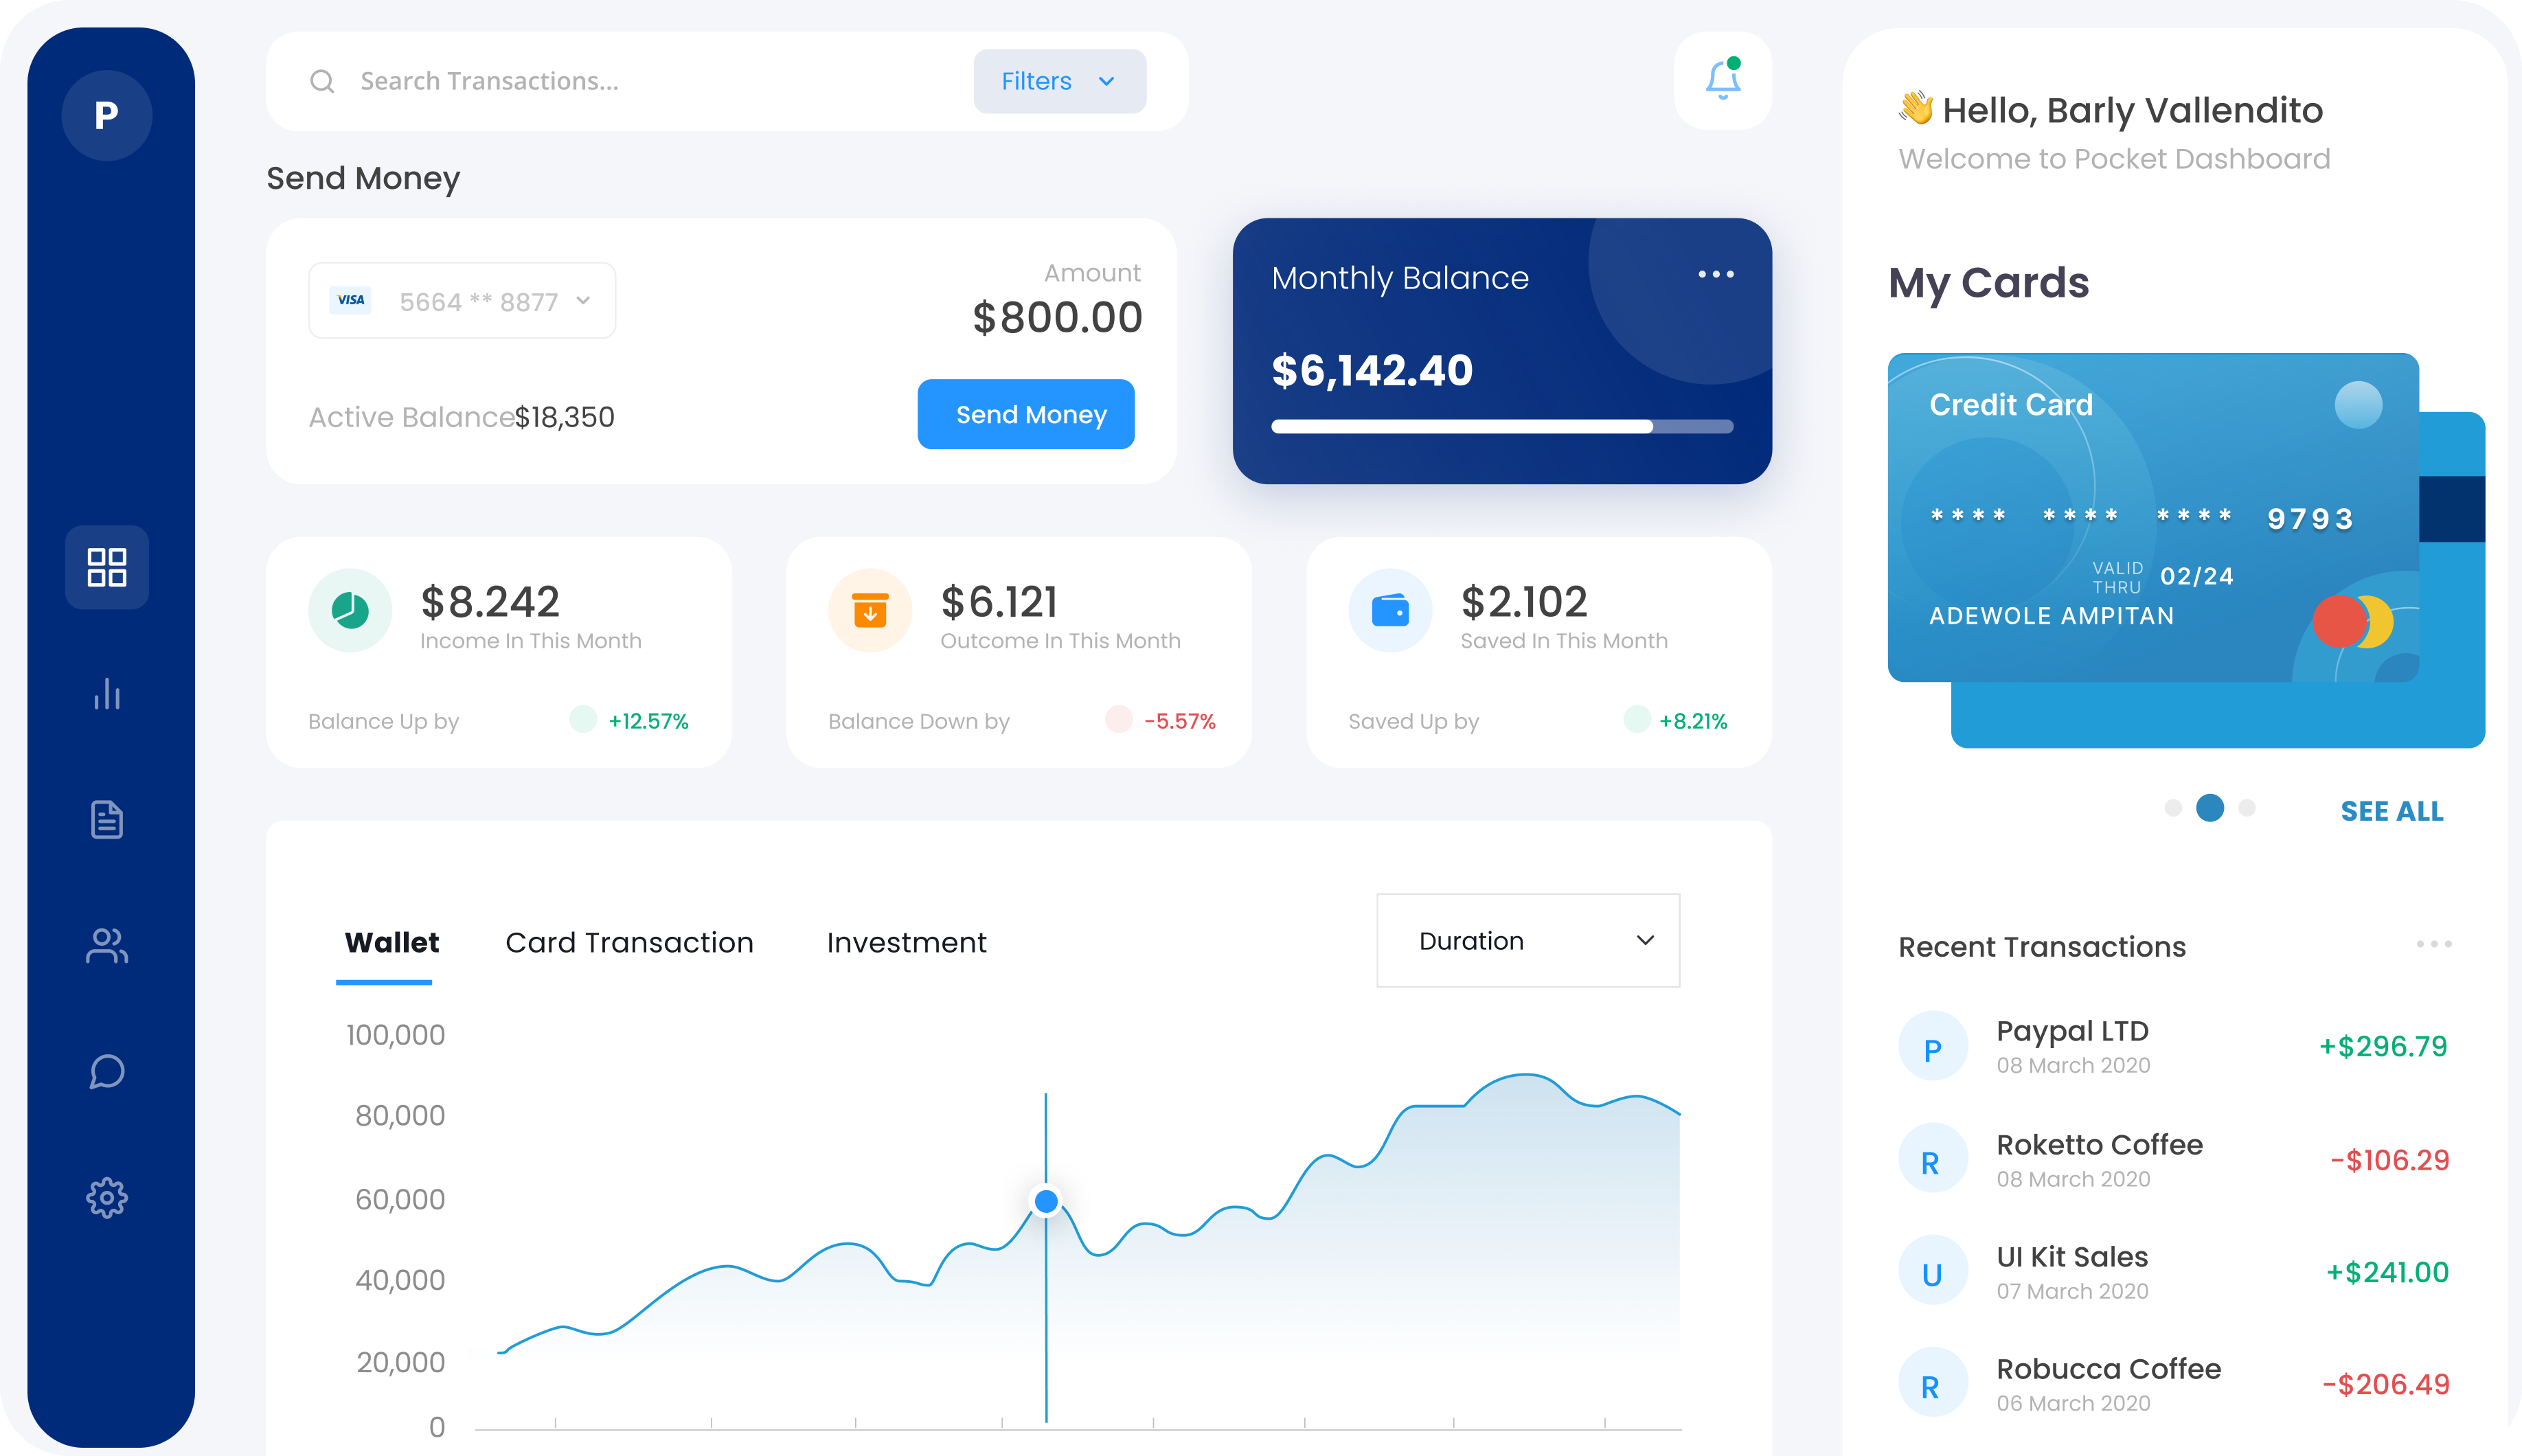 P
Search Transactions...
Filters
Send Money
VISA
5664 ** 8877
Amount
$800.00
Active Balance$18,350
Send Money
Monthly Balance
$6,142.40
$8.242
Income In This Month
Balance Up by
+12.57%
$6.121
Outcome In This Month
Balance Down by
-5.57%
$2.102
Saved In This Month
Saved Up by
+8.21%
Wallet
Card Transaction
Investment
Duration
100,000
80,000
60,000
40,000
20,000
0
👋 Hello, Barly Vallendito
Welcome to Pocket Dashboard
My Cards
Credit Card
**** **** **** 9793
VALID
THRU
02/24
ADEWOLE AMPITAN
SEE ALL
Recent Transactions
P
Paypal LTD
08 March 2020
+$296.79
R
Roketto Coffee
08 March 2020
-$106.29
U
UI Kit Sales
07 March 2020
+$241.00
R
Robucca Coffee
06 March 2020
-$206.49